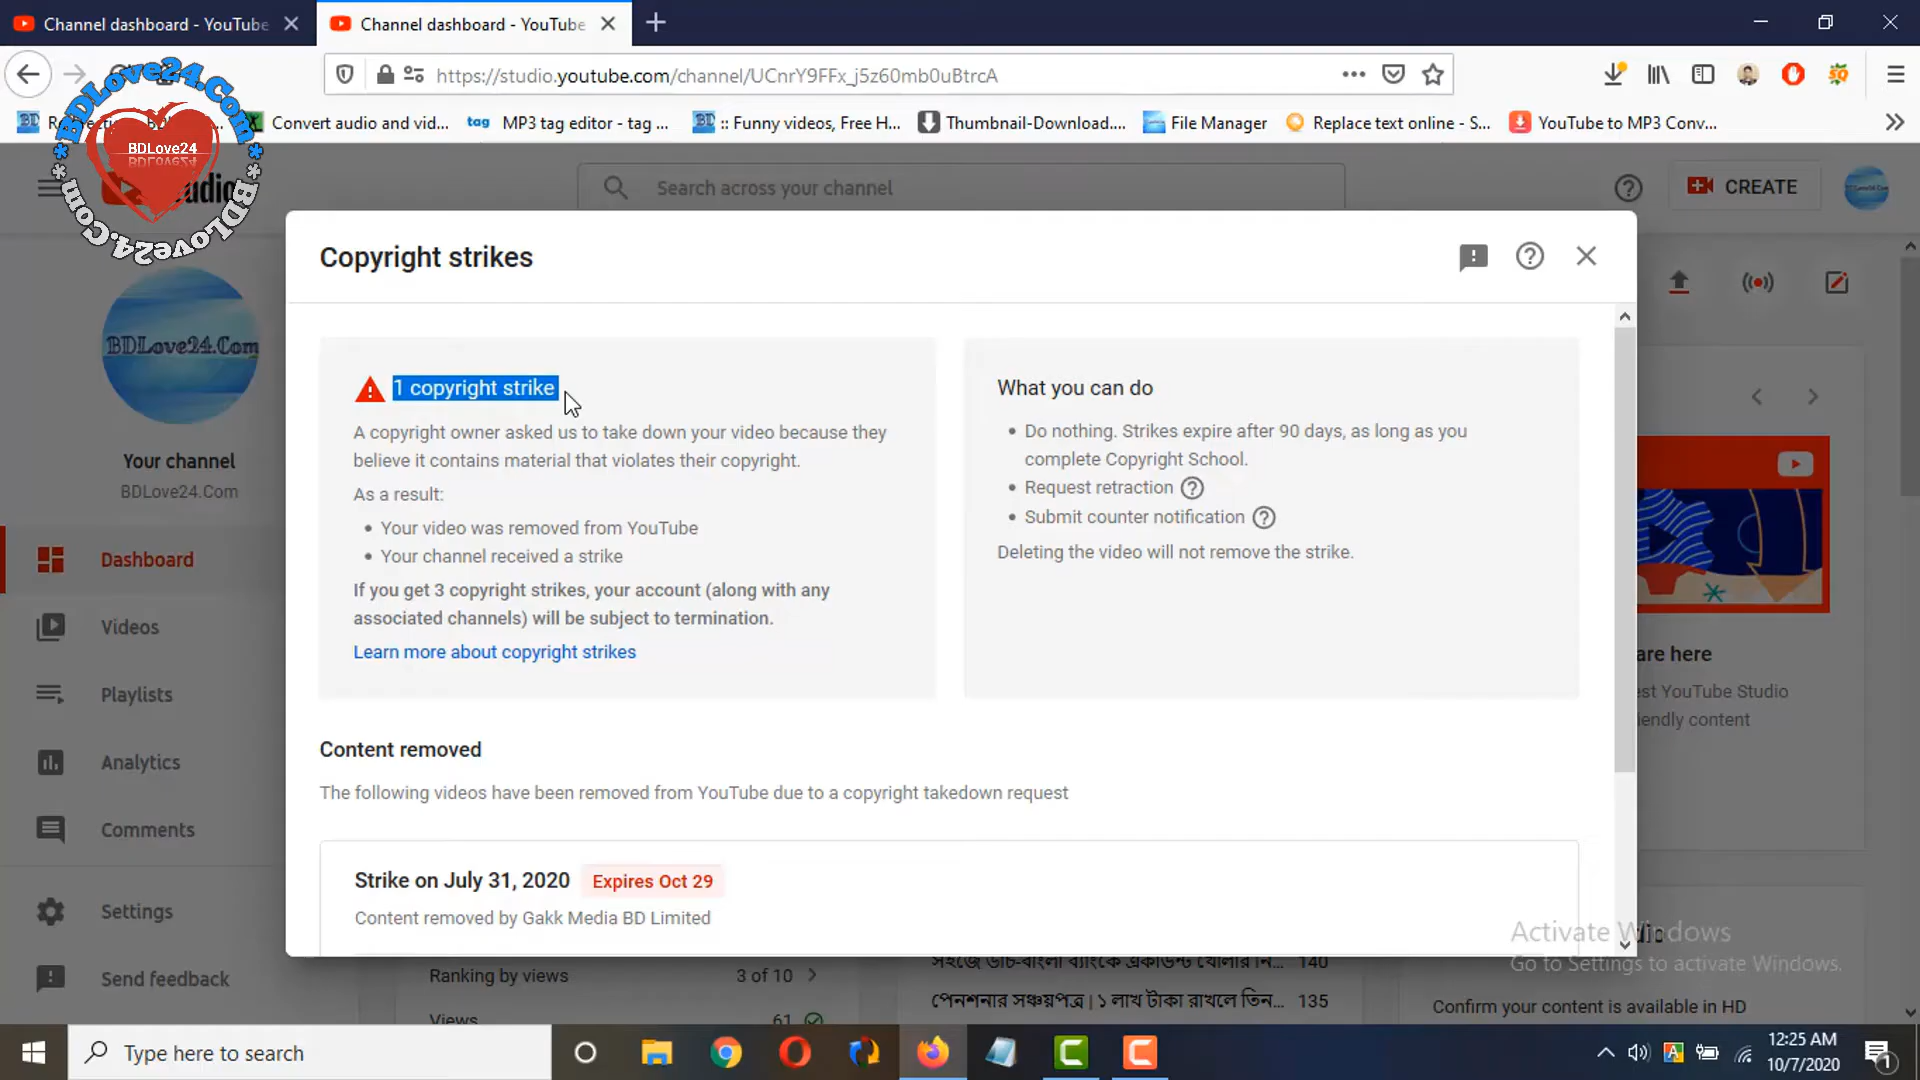 Channel dashboard - YouTube
Channel dashboard - YouTube
https://studio.youtube.com/channel/UCnrY9FFx_j5z60mb0uBtrcA
Convert audio and vid...
tag MP3 tag editor - tag ...
BD :: Funny videos, Free H...
Thumbnail-Download....
File Manager
Replace text online - S...
YouTube to MP3 Conv...
BDLove24.Com
BDLove24
BDLove24.Com
Search across your channel
CREATE
Copyright strikes
BDLove24.Com
Your channel
BDLove24.Com
Dashboard
Videos
Playlists
Analytics
Comments
Settings
Send feedback
1 copyright strike
A copyright owner asked us to take down your video because they
believe it contains material that violates their copyright.
As a result:
• Your video was removed from YouTube
• Your channel received a strike
If you get 3 copyright strikes, your account (along with any
associated channels) will be subject to termination.
Learn more about copyright strikes
What you can do
• Do nothing. Strikes expire after 90 days, as long as you
complete Copyright School.
• Request retraction
• Submit counter notification
Deleting the video will not remove the strike.
are here
est YouTube Studio
iendly content
Content removed
The following videos have been removed from YouTube due to a copyright takedown request
Strike on July 31, 2020 Expires Oct 29
Content removed by Gakk Media BD Limited
Activate Windows
Go to Settings to activate Windows.
Ranking by views 3 of 10
Views 61
140
পেনশনার সঞ্চয়পত্র | ১ লাখ টাকা রাখলে তিন... 135
Confirm your content is available in HD
Type here to search
12:25 AM
10/7/2020
1